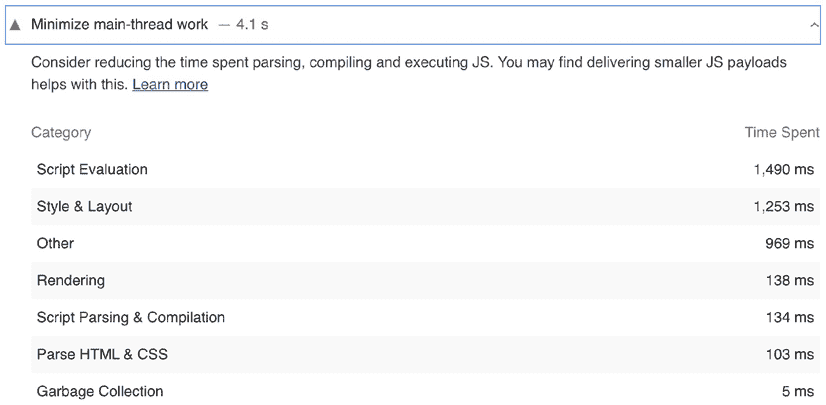 Minimize main-thread work — 4.1 s
Consider reducing the time spent parsing, compiling and executing JS. You may find delivering smaller JS payloads
helps with this. Learn more
Category Time Spent
Script Evaluation 1,490 ms
Style & Layout 1,253 ms
Other 969 ms
Rendering 138 ms
Script Parsing & Compilation 134 ms
Parse HTML & CSS 103 ms
Garbage Collection 5 ms